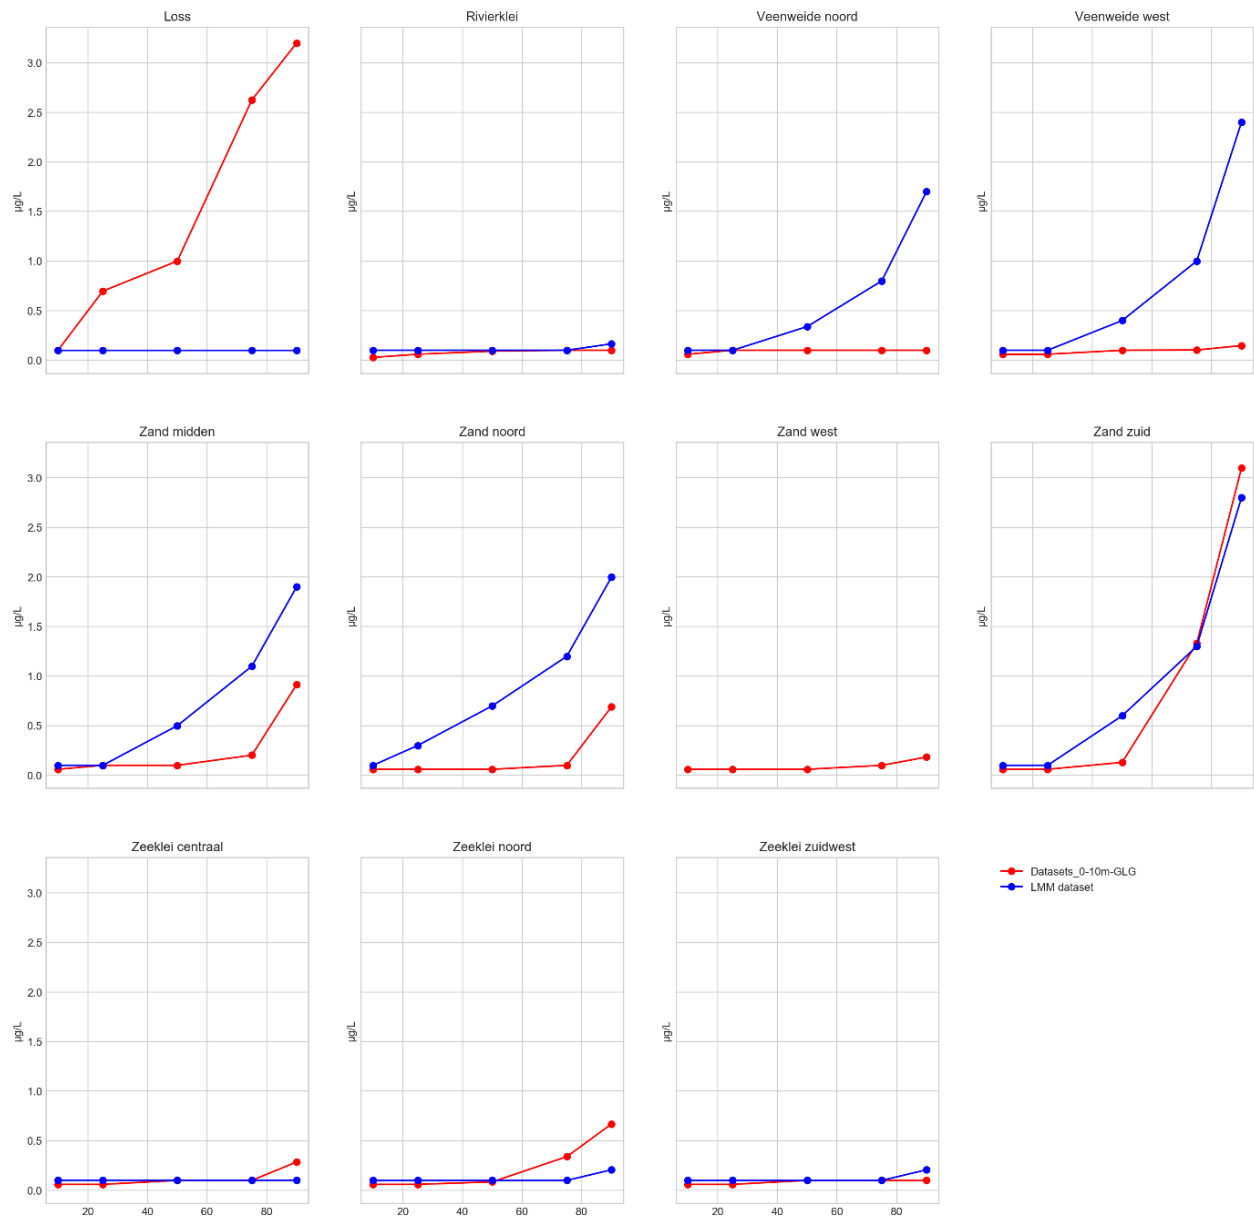 Loss
Rivierklei
Veenweide noord
Veenweide west
3.0
2.5
2.0
1.5
1.0
0.5
0.0
µg/L
µg/L
µg/L
µg/L
Zand midden
Zand noord
Zand west
Zand zuid
3.0
2.5
2.0
1.5
1.0
0.5
0.0
µg/L
µg/L
µg/L
µg/L
Zeeklei centraal
Zeeklei noord
Zeeklei zuidwest
3.0
2.5
2.0
1.5
1.0
0.5
0.0
µg/L
µg/L
µg/L
20 40 60 80
20 40 60 80
20 40 60 80
Datasets_0-10m-GLG
LMM dataset